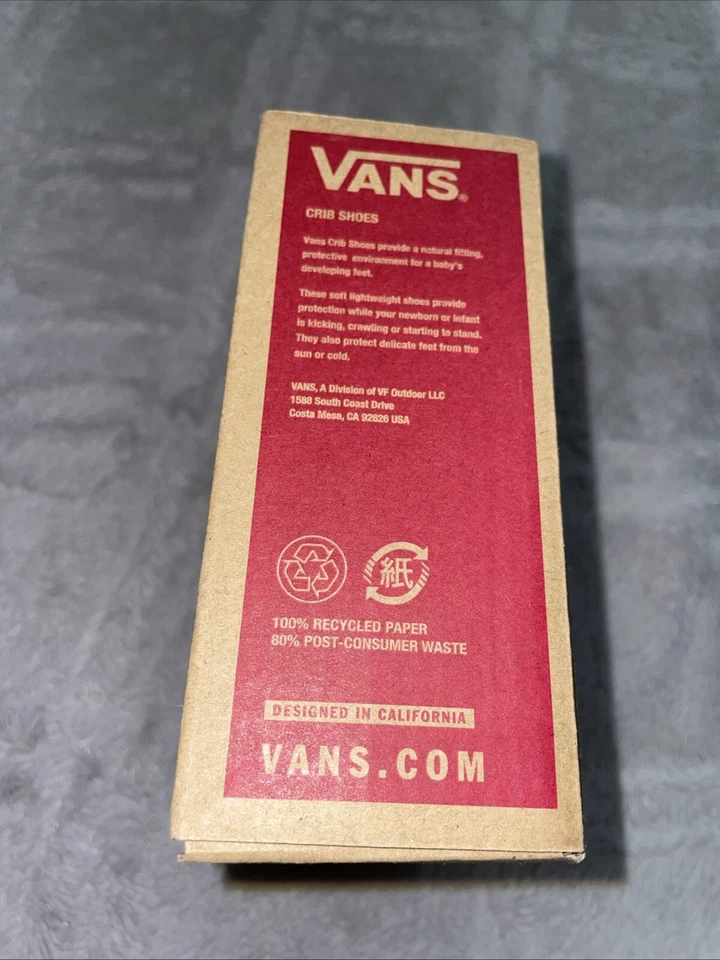 VANS®
CRIB SHOES
Vans Crib Shoes provide a natural fitting,
protective environment for a baby's
developing feet.
These soft lightweight shoes provide
protection while your newborn or infant
is kicking, crawling or starting to stand.
They also protect delicate feet from the
sun or cold.
VANS, A Division of VF Outdoor LLC
1588 South Coast Drive
Costa Mesa, CA 92626 USA
紙
100% RECYCLED PAPER
80% POST-CONSUMER WASTE
DESIGNED IN CALIFORNIA
VANS.COM